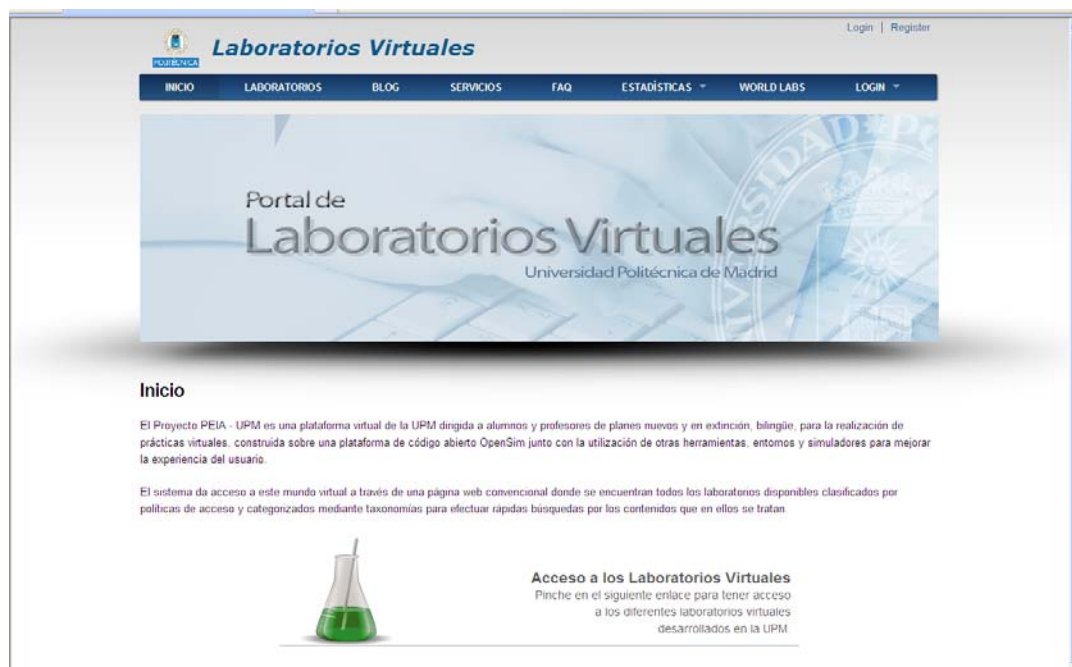 Login | Register
POLITÉCNICA
Laboratorios Virtuales
INICIO LABORATORIOS BLOG SERVICIOS FAQ ESTADÍSTICAS WORLD LABS LOGIN
Portal de
Laboratorios Virtuales
Universidad Politécnica de Madrid
Inicio
El Proyecto PEIA - UPM es una plataforma virtual de la UPM dirigida a alumnos y profesores de planes nuevos y en extinción, bilingüe, para la realización de
prácticas virtuales, construida sobre una plataforma de código abierto OpenSim junto con la utilización de otras herramientas, entornos y simuladores para mejorar
la experiencia del usuario.
El sistema da acceso a este mundo virtual a través de una página web convencional donde se encuentran todos los laboratorios disponibles clasificados por
políticas de acceso y categorizados mediante taxonomías para efectuar rápidas búsquedas por los contenidos que en ellos se tratan.
Acceso a los Laboratorios Virtuales
Pinche en el siguiente enlace para tener acceso
a los diferentes laboratorios virtuales
desarrollados en la UPM.